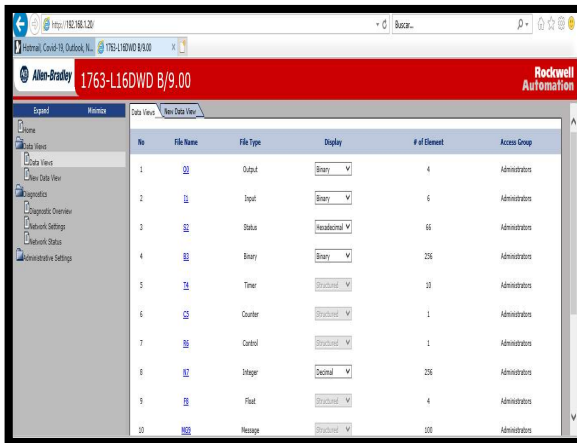 http://192.168.1.20/
Buscar...
Hotmail, Covid-19, Outlook, N...
1763-L16DWD B/9.00
Allen-Bradley
1763-L16DWD B/9.00
Rockwell
Automation
Expand Minimize
Home
Data Views
Data Views
New Data View
Diagnostics
Diagnostic Overview
Network Settings
Network Status
Administrative Settings
Data Views New Data View
No File Name File Type Display # of Element Access Group
1 O0 Output Binary 4 Administrators
2 I1 Input Binary 6 Administrators
3 S2 Status Hexadecimal 66 Administrators
4 B3 Binary Binary 256 Administrators
5 T4 Timer Structured 10 Administrators
6 C5 Counter Structured 1 Administrators
7 R6 Control Structured 1 Administrators
8 N7 Integer Decimal 256 Administrators
9 F8 Float Structured 4 Administrators
10 MG9 Message Structured 100 Administrators